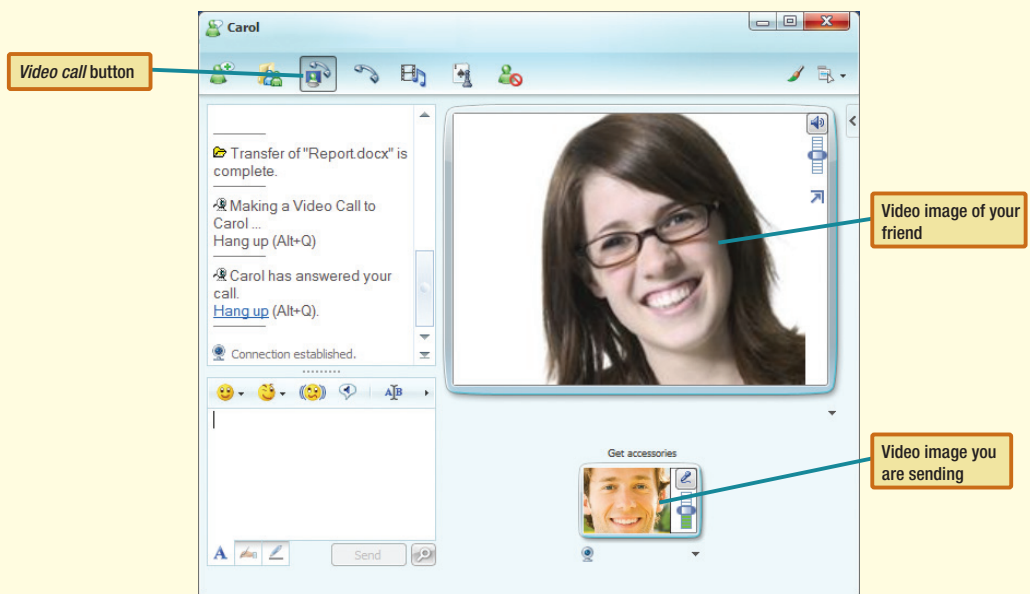 Carol
Video call button
Transfer of "Report.docx" is
complete.
Making a Video Call to
Carol ...
Hang up (Alt+Q)
Carol has answered your
call.
Hang up (Alt+Q).
Connection established.
Video image of your
friend
Get accessories
Video image you
are sending
A B
A
Send